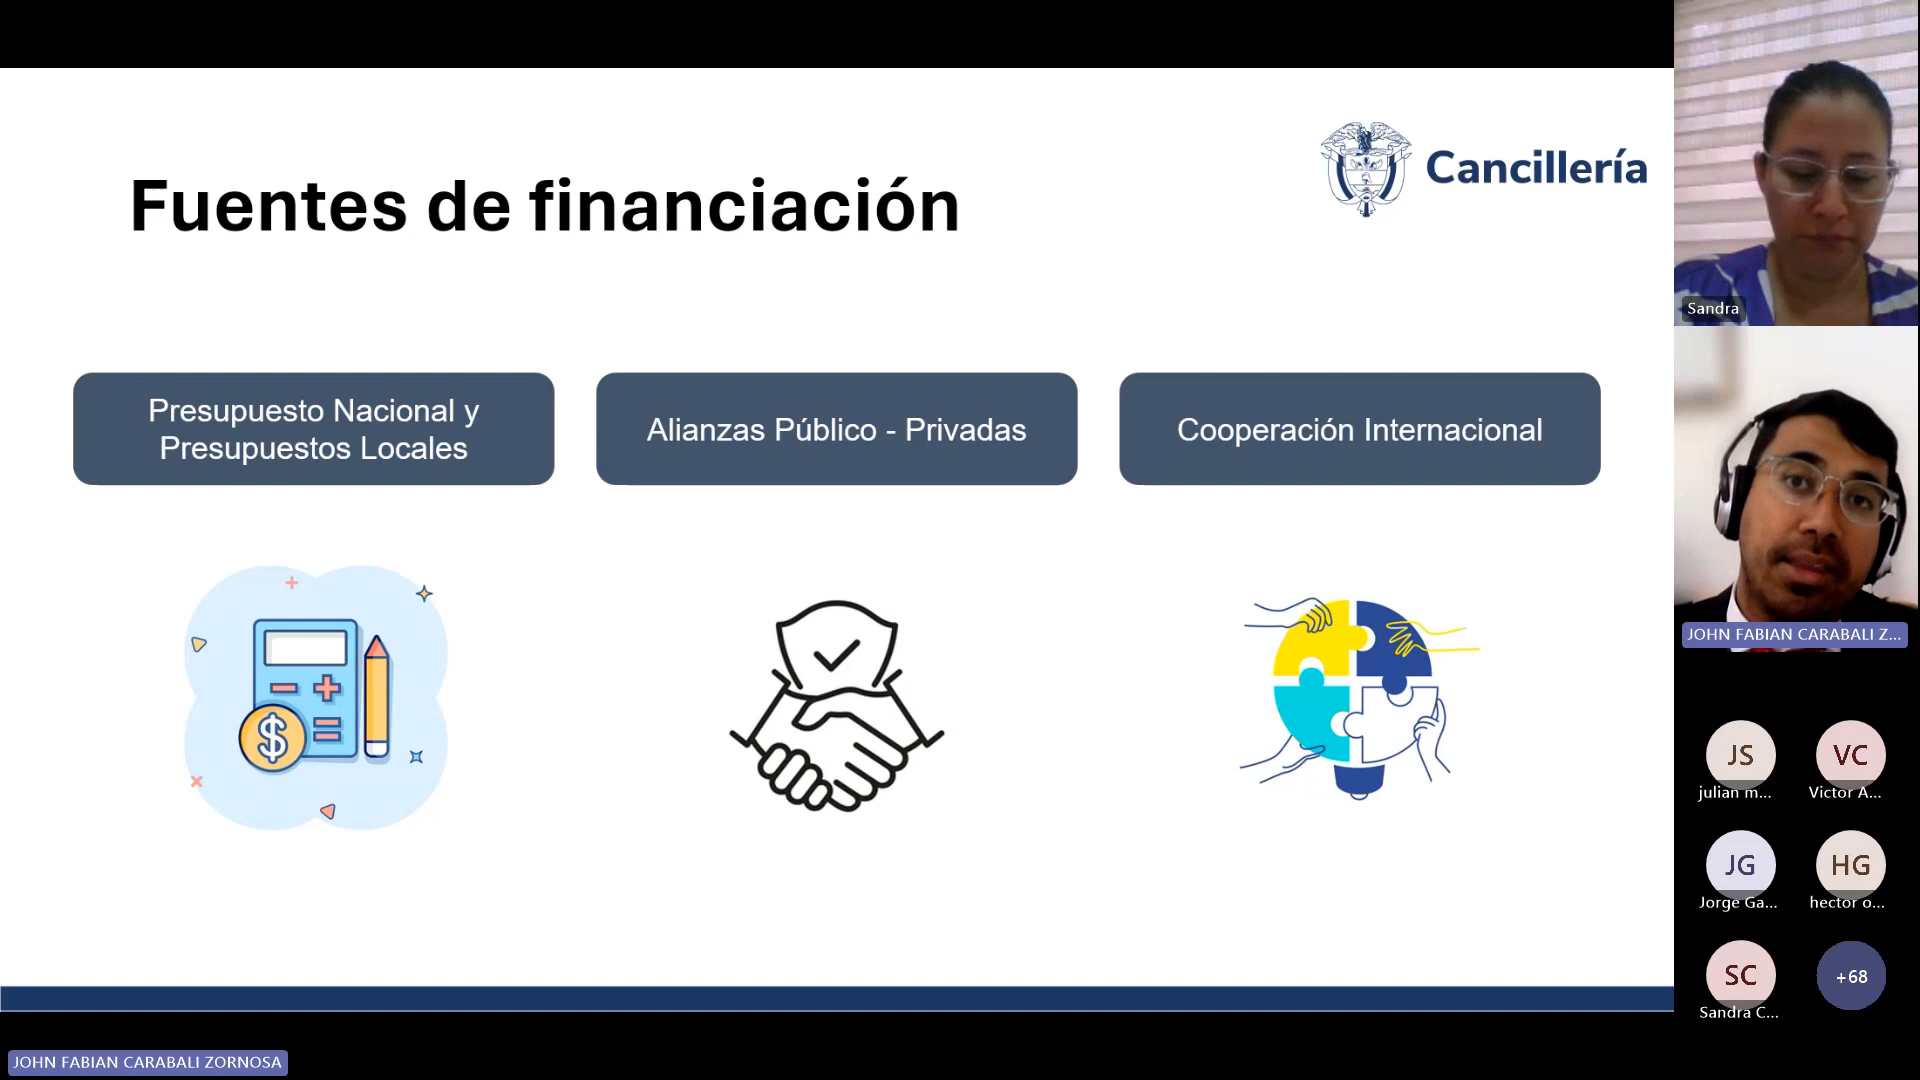 Fuentes de financiación
Cancillería
Presupuesto Nacional y
Presupuestos Locales
Alianzas Público - Privadas
Cooperación Internacional
$
Sandra
JOHN FABIAN CARABALI Z...
JS
julian m...
VC
Victor A...
JG
Jorge Ga...
HG
hector o...
SC
Sandra C...
+68
JOHN FABIAN CARABALI ZORNOSA